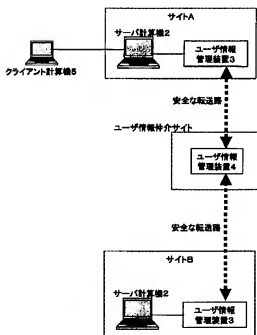 サイトA
サーバ計算機2
ユーザ情報
管理装置3
クライアント計算機5
安全な転送路
ユーザ情報仲介サイト
ユーザ情報
管理装置4
安全な転送路
サイトB
サーバ計算機2
ユーザ情報
管理装置3